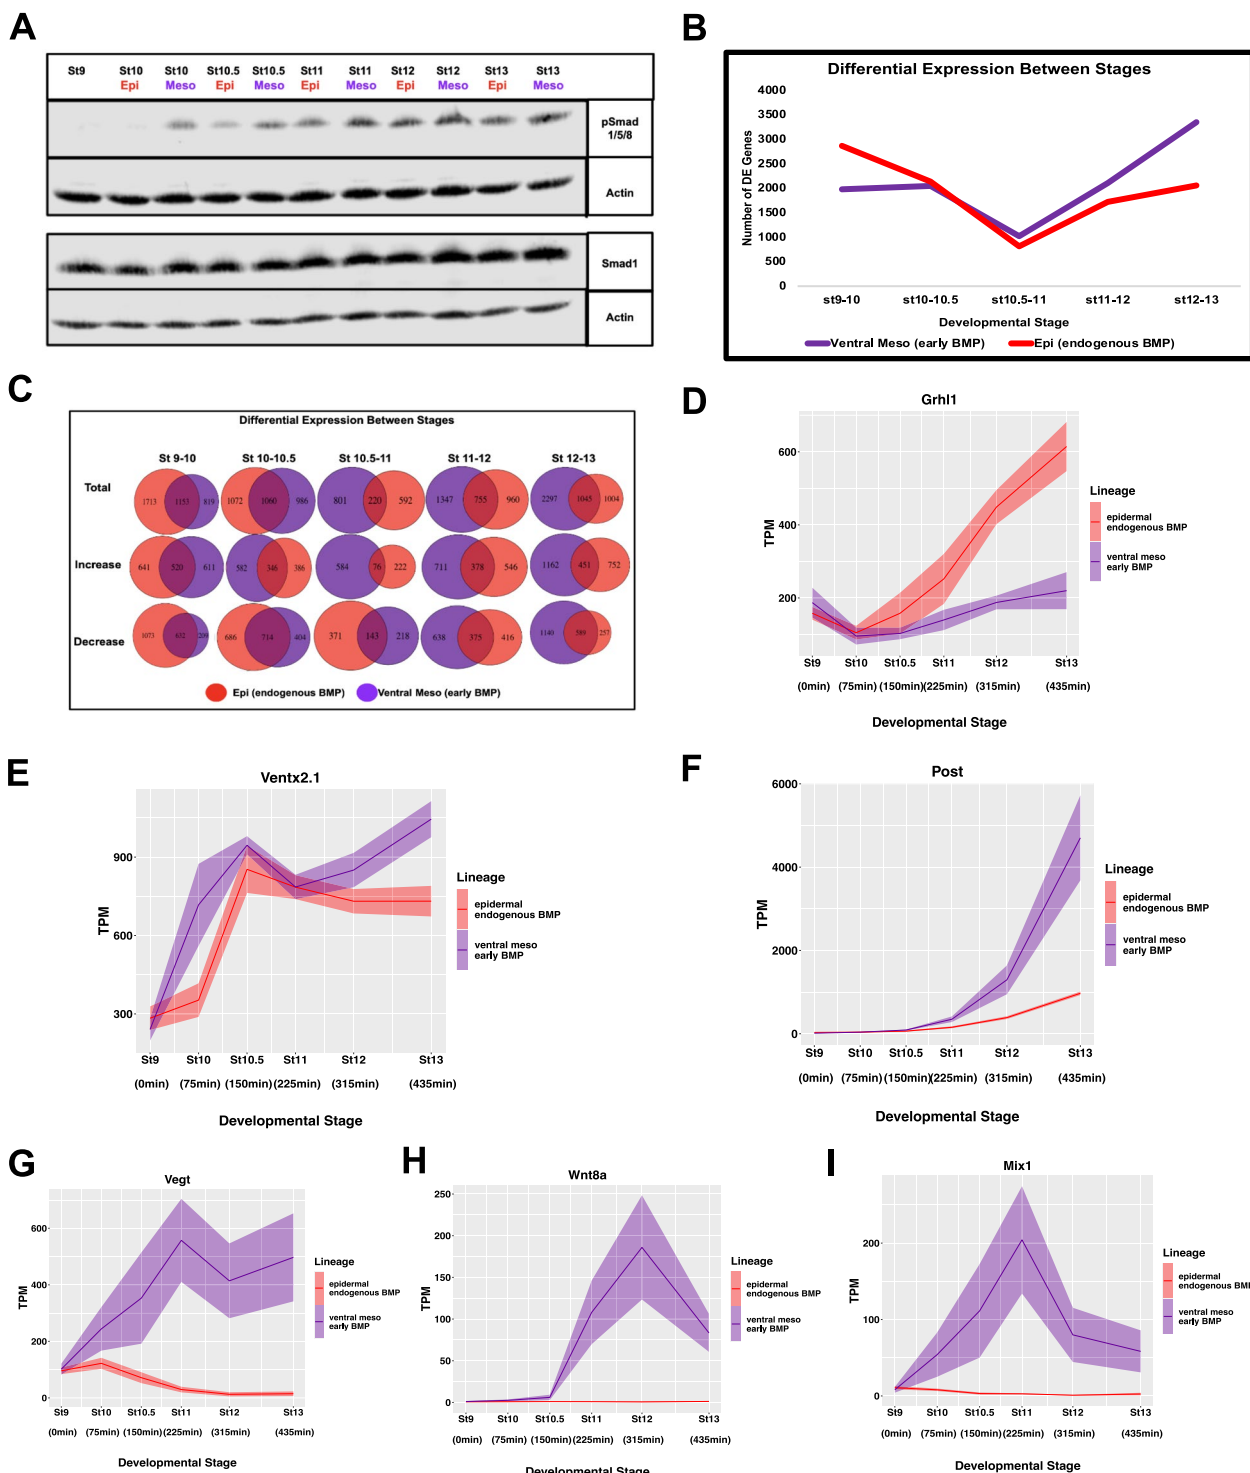 A
St9 St10 St10 St10.5 St10.5 St11 St11 St12 St12 St13 St13
Epi Meso Epi Meso Epi Meso Epi Meso Epi Meso
pSmad
1/5/8
Actin
Smad1
Actin
B
Differential Expression Between Stages
4000
3500
3000
2500
2000
1500
1000
500
0
Number of DE Genes
st9-10 st10-10.5 st10.5-11 st11-12 st12-13
Developmental Stage
Ventral Meso (early BMP) Epi (endogenous BMP)
C
Differential Expression Between Stages
St 9-10 St 10-10.5 St 10.5-11 St 11-12 St 12-13
Total
1713 1153 819 1072 1060 986 801 220 592 1347 755 960 2297 1045 1004
Increase
641 520 611 582 346 386 584 76 222 711 378 546 1162 451 752
Decrease
1073 632 209 686 714 404 371 143 218 638 375 416 1140 589 257
Epi (endogenous BMP) Ventral Meso (early BMP)
D
Grhl1
600
400
200
TPM
St9 St10 St10.5 St11 St12 St13
(0min) (75min) (150min) (225min) (315min) (435min)
Developmental Stage
Lineage
epidermal
endogenous BMP
ventral meso
early BMP
E
Ventx2.1
900
600
300
TPM
St9 St10 St10.5 St11 St12 St13
(0min) (75min) (150min) (225min) (315min) (435min)
Developmental Stage
Lineage
epidermal
endogenous BMP
ventral meso
early BMP
F
Post
6000
4000
2000
0
TPM
St9 St10 St10.5 St11 St12 St13
(0min) (75min) (150min) (225min) (315min) (435min)
Developmental Stage
Lineage
epidermal
endogenous BMP
ventral meso
early BMP
G
Vegt
600
400
200
0
TPM
St9 St10 St10.5 St11 St12 St13
(0min) (75min) (150min) (225min) (315min) (435min)
Developmental Stage
Lineage
epidermal
endogenous BMP
ventral meso
early BMP
H
Wnt8a
250
200
150
100
50
0
TPM
St9 St10 St10.5 St11 St12 St13
(0min) (75min) (150min) (225min) (315min) (435min)
Developmental Stage
Lineage
epidermal
endogenous BMP
ventral meso
early BMP
I
Mix1
200
100
0
TPM
St9 St10 St10.5 St11 St12 St13
(0min) (75min) (150min) (225min) (315min) (435min)
Developmental Stage
Lineage
epidermal
endogenous BM
ventral meso
early BMP